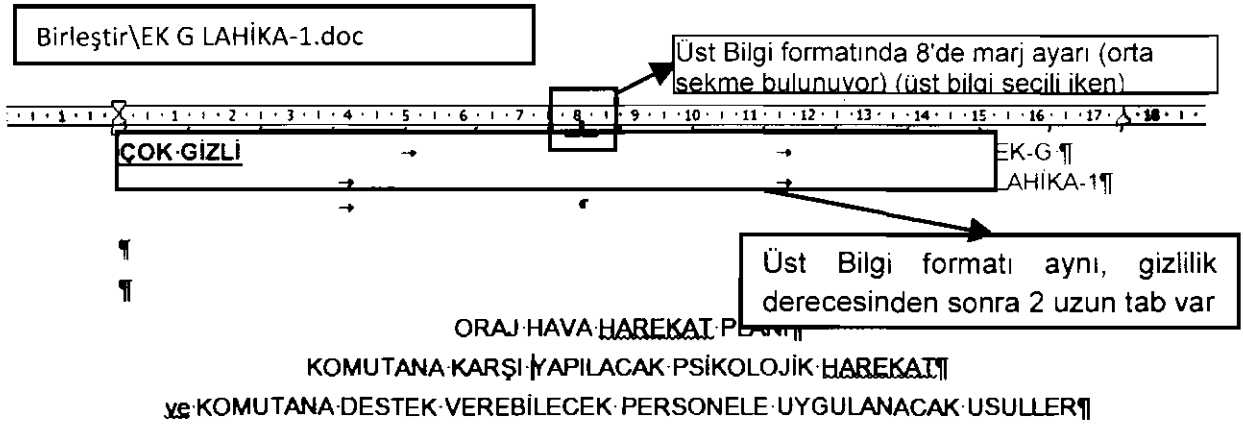 Birleştir\EK G LAHİKA-1.doc
Üst Bilgi formatında 8'de marj ayarı (orta
sekme bulunuyor) (üst bilgi seçili iken)
1 1 2 3 4 5 6 7 8 9 10 11 12 13 14 15 16 17 18
ÇOK·GİZLİ → → EK-G·¶
→ → LAHİKA-1¶
→ ¶
¶
¶
Üst Bilgi formatı aynı, gizlilik
derecesinden sonra 2 uzun tab var
ORAJ·HAVA·HAREKAT·PLANI¶
KOMUTANA·KARŞI·YAPILACAK·PSİKOLOJİK·HAREKAT¶
ve·KOMUTANA·DESTEK·VEREBİLECEK·PERSONELE·UYGULANACAK·USULLER¶